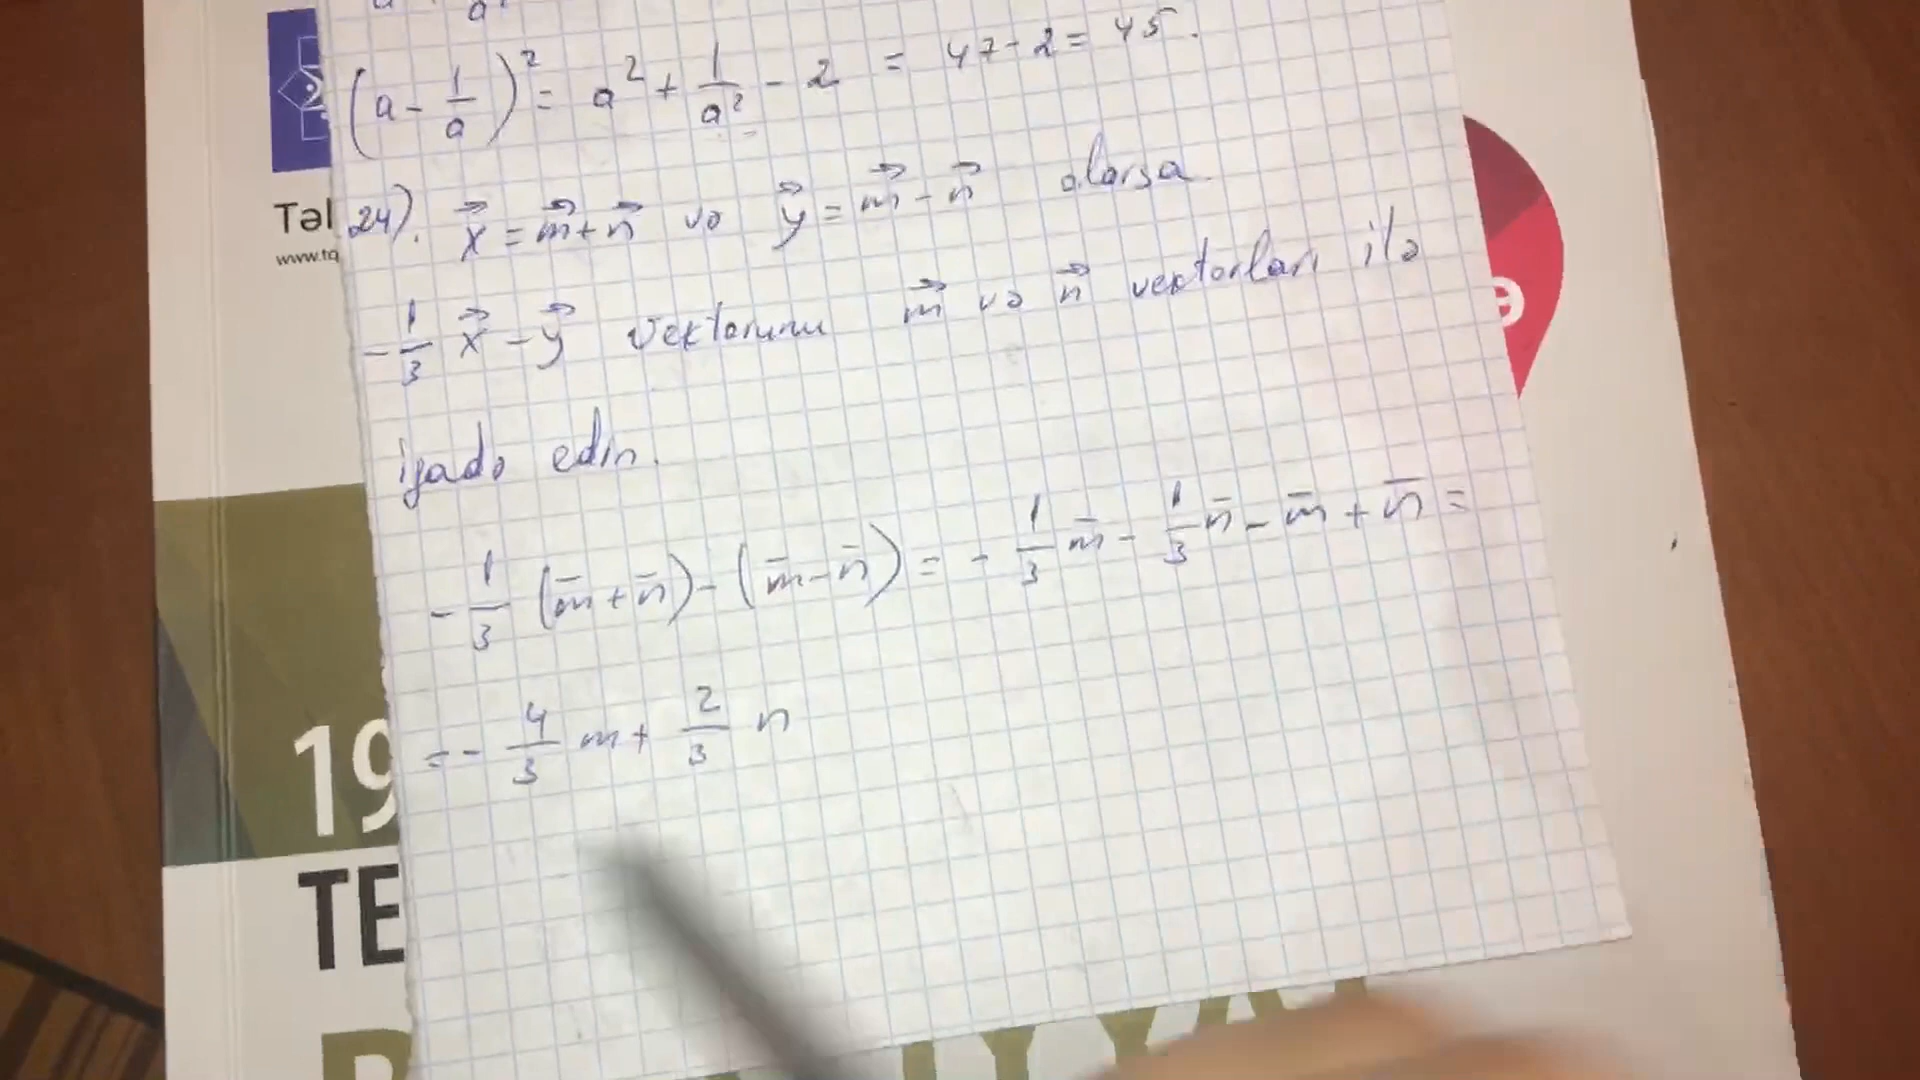 (a - 1/a)² = a² + 1/a² - 2 = 47 - 2 = 45.
Təl
www.tq
24). x⃗ = m⃗ + n⃗ və y⃗ = m⃗ - n⃗ olarsa
- 1/3 x⃗ - y⃗ vektorunu m⃗ və n⃗ vektorları ilə
ifadə edin.
- 1/3 (m̄ + n̄) - (m̄ - n̄) = - 1/3 m̄ - 1/3 n̄ - m̄ + n̄ =
= - 4/3 m + 2/3 n
19
TE